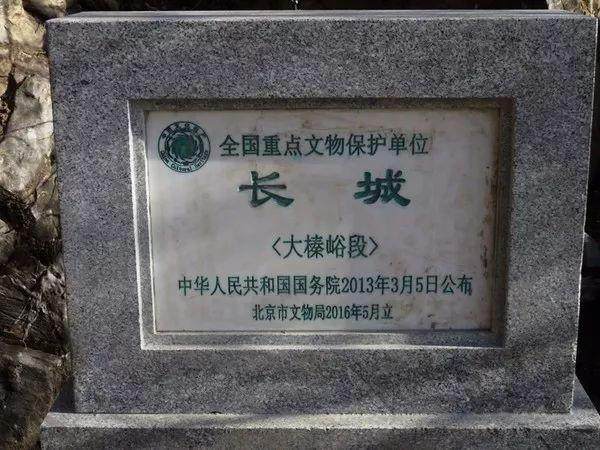 全国重点文物保护单位
长城
〈大榛峪段〉
中华人民共和国国务院2013年3月5日公布
北京市文物局2016年5月立